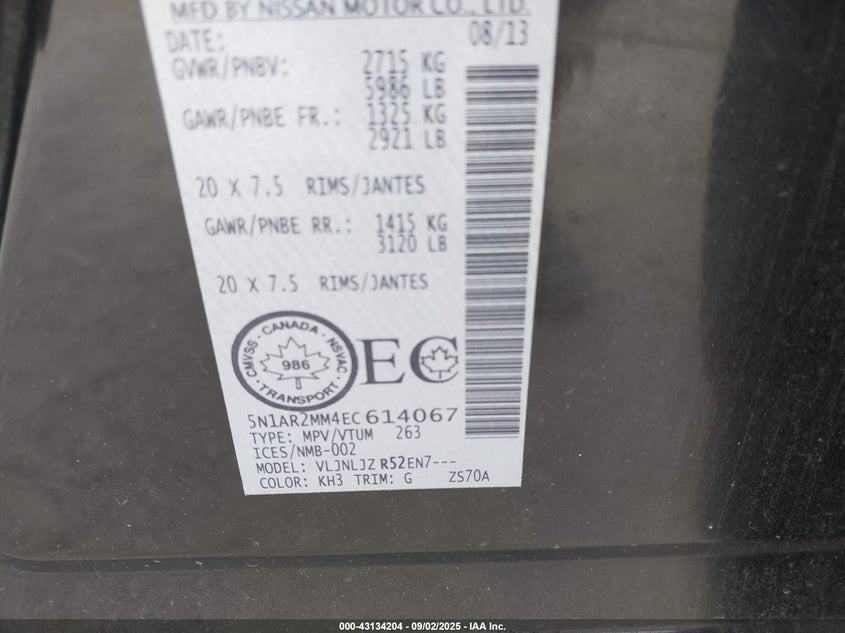 MFD BY NISSAN MOTOR CO., LTD.
DATE: 08/13
GVWR/PNBV: 2715 KG
5986 LB
GAWR/PNBE FR.: 1325 KG
2921 LB
20 X 7.5 RIMS/JANTES
GAWR/PNBE RR.: 1415 KG
3120 LB
20 X 7.5 RIMS/JANTES
CANADA · NSVAC · TRANSPORT · CMVSS ·
986
EC
5N1AR2MM4EC614067
TYPE: MPV/VTUM 263
ICES/NMB-002
MODEL: VLJNLJZ R52EN7---
COLOR: KH3 TRIM: G ZS70A
000-43134204 - 09/02/2025 - IAA Inc.